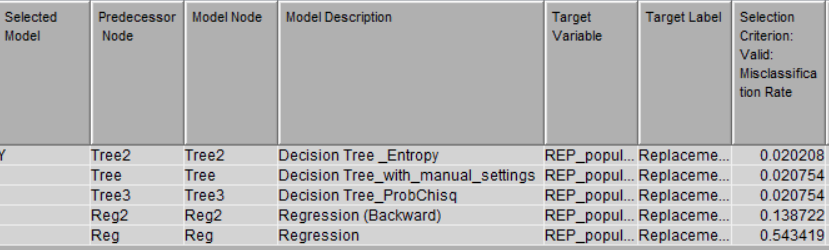 Selected Model Predecessor Node Model Node Model Description Target Variable Target Label Selection Criterion: Valid: Misclassifica tion Rate
Y Tree2 Tree2 Decision Tree _Entropy REP_popul... Replaceme... 0.020208
Tree Tree Decision Tree_with_manual_settings REP_popul... Replaceme... 0.020754
Tree3 Tree3 Decision Tree_ProbChisq REP_popul... Replaceme... 0.020754
Reg2 Reg2 Regression (Backward) REP_popul... Replaceme... 0.138722
Reg Reg Regression REP_popul... Replaceme... 0.543419